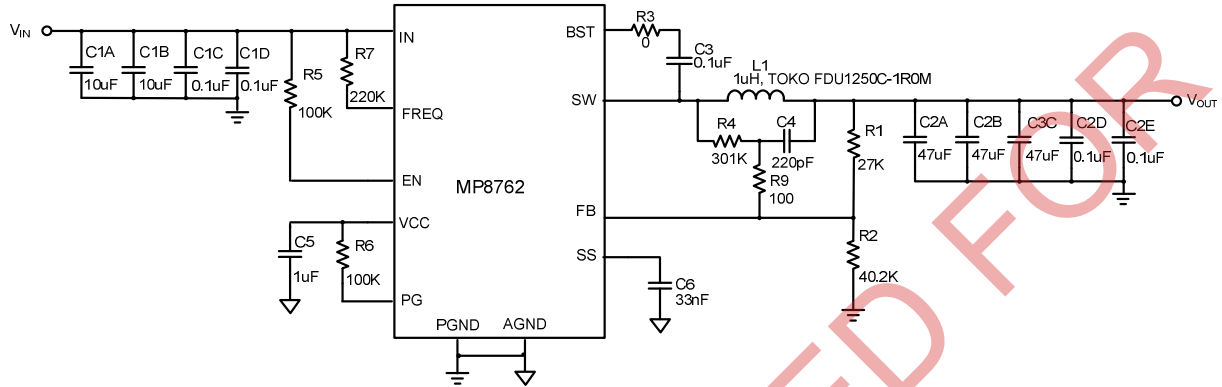 VIN
C1A
10uF
C1B
10uF
C1C
0.1uF
C1D
0.1uF
R5
100K
R7
220K
IN
FREQ
EN
VCC
PG
C5
1uF
R6
100K
MP8762
PGND
AGND
BST
SW
FB
SS
R3
0
C3
0.1uF
L1
1uH, TOKO FDU1250C-1R0M
R4
301K
C4
220pF
R9
100
R1
27K
R2
40.2K
C6
33nF
C2A
47uF
C2B
47uF
C3C
47uF
C2D
0.1uF
C2E
0.1uF
VOUT
ED FOR